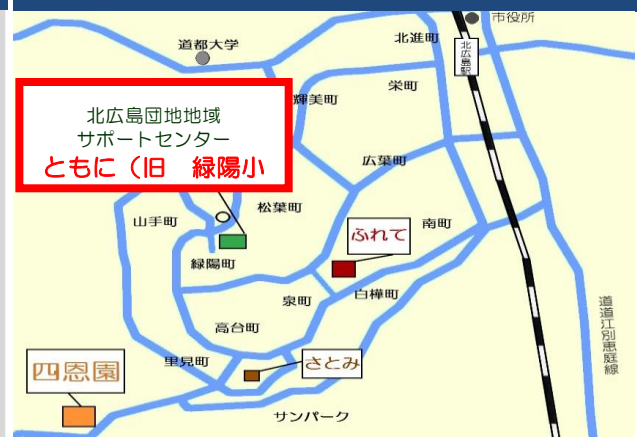 市役所
北進町
道都大学
北広島駅
栄町
輝美町
北広島団地地域
サポートセンター
ともに（旧　緑陽小
広葉町
松葉町
山手町
南町
ふれて
緑陽町
白樺町
泉町
道道江別恵庭線
高台町
里見町
さとみ
四恩園
サンパーク